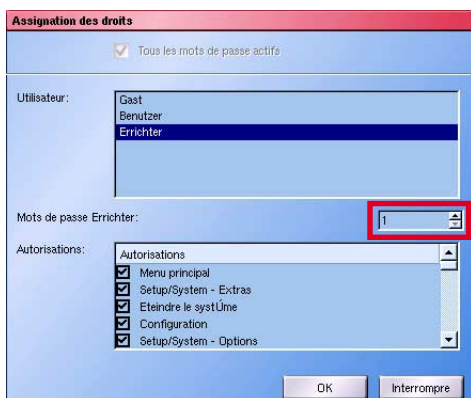 Assignation des droits
Tous les mots de passe actifs
Utilisateur:
Gast
Benutzer
Errichter
Mots de passe Errichter:
1
Autorisations:
Autorisations
Menu principal
Setup/System - Extras
Eteindre le systÚme
Configuration
Setup/System - Options
OK
Interrompre